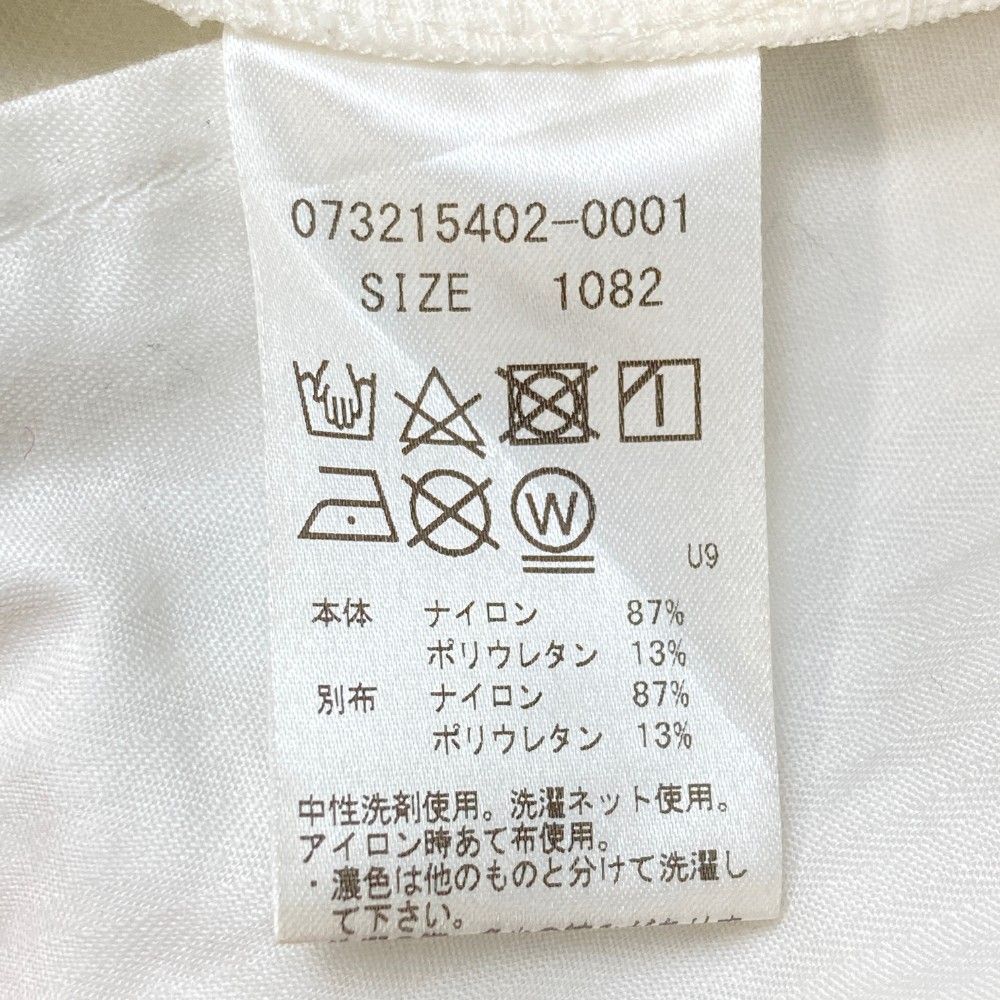 073215402-0001
SIZE 1082
W
U9
本体 ナイロン 87%
ポリウレタン 13%
別布 ナイロン 87%
ポリウレタン 13%
中性洗剤使用。洗濯ネット使用。
アイロン時あて布使用。
・濃色は他のものと分けて洗濯し
て下さい。